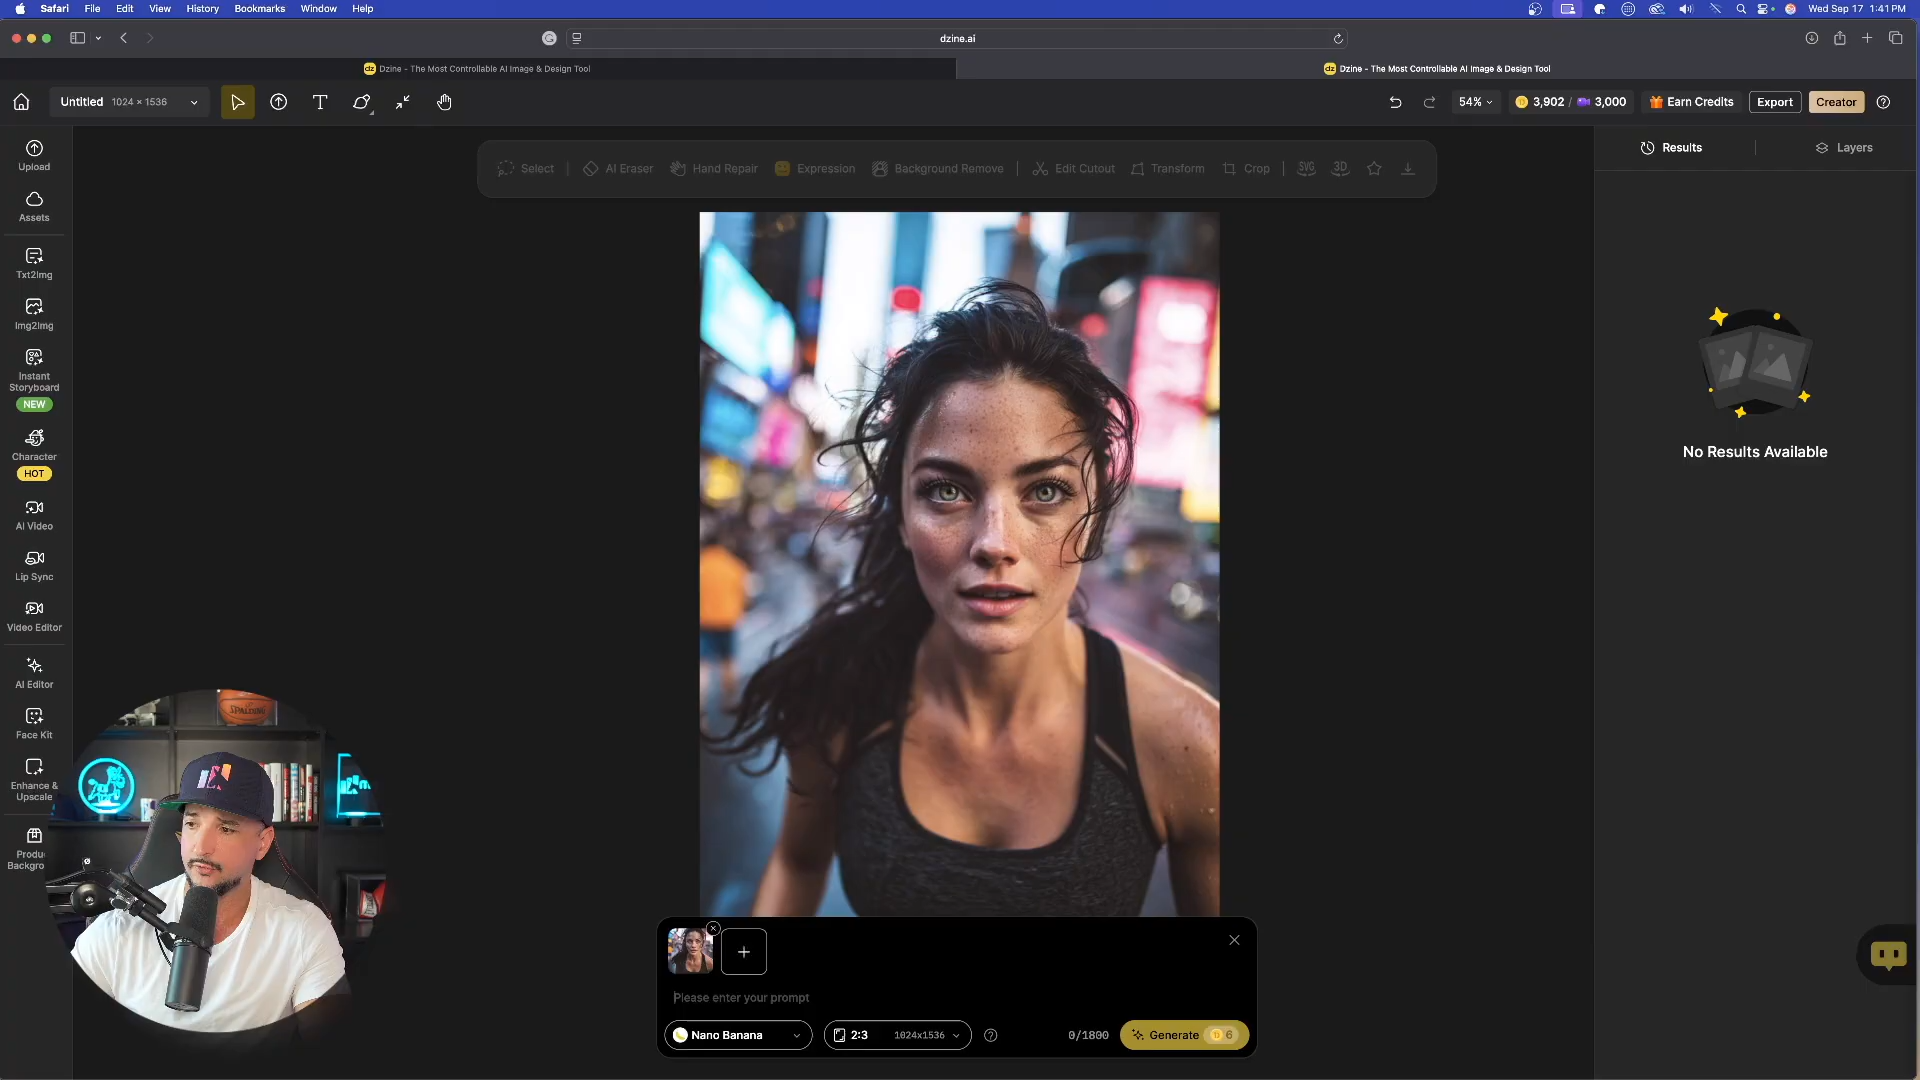 Safari File Edit View History Bookmarks Window Help
Wed Sep 17 1:41 PM
dzine.ai
Dzine - The Most Controllable AI Image & Design Tool
Dzine - The Most Controllable AI Image & Design Tool
Untitled 1024 × 1536
54%
3,902 / 3,000
Earn Credits
Export
Creator
Upload
Assets
Txt2Img
Img2Img
Instant
Storyboard
NEW
Character
HOT
AI Video
Lip Sync
Video Editor
AI Editor
Face Kit
Enhance &
Upscale
Produ
Backgro
Select
AI Eraser
Hand Repair
Expression
Background Remove
Edit Cutout
Transform
Crop
SVG
3D
Results
Layers
No Results Available
SPALDING
Please enter your prompt
Nano Banana
2:3 1024x1536
0/1800
Generate 6